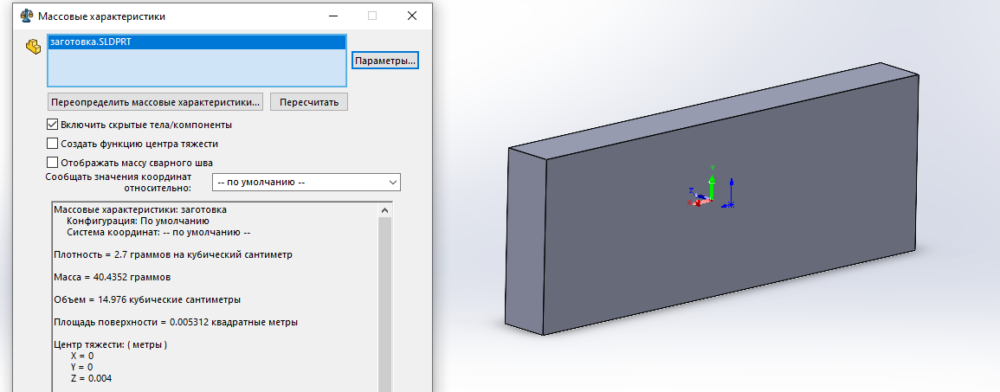 Массовые характеристики
заготовка.SLDPRT
Параметры...
Переопределить массовые характеристики...
Пересчитать
Включить скрытые тела/компоненты
Создать функцию центра тяжести
Отображать массу сварного шва
Сообщать значения координат
относительно:
-- по умолчанию --
Массовые характеристики: заготовка
Конфигурация: По умолчанию
Система координат: -- по умолчанию --
Плотность = 2.7 граммов на кубический сантиметр
Масса = 40.4352 граммов
Объем = 14.976 кубические сантиметры
Площадь поверхности = 0.005312 квадратные метры
Центр тяжести: ( метры )
X = 0
Y = 0
Z = 0.004
Y
Z
X